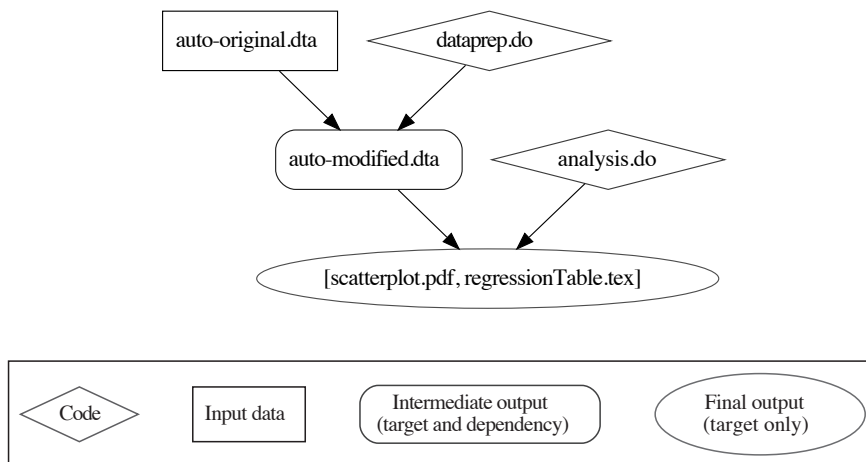 auto-original.dta
dataprep.do
auto-modified.dta
analysis.do
[scatterplot.pdf, regressionTable.tex]
Code
Input data
Intermediate output
(target and dependency)
Final output
(target only)